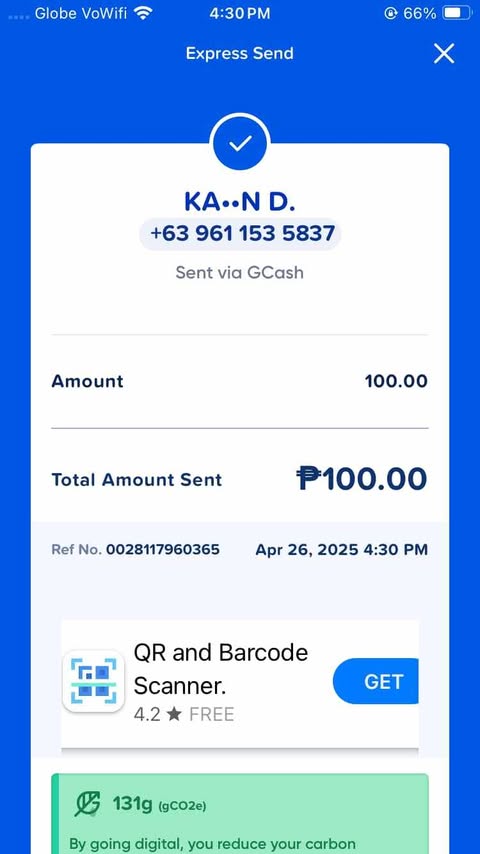 Globe VoWifi 4:30 PM 66%
Express Send
KA••N D.
+63 961 153 5837
Sent via GCash
Amount 100.00
Total Amount Sent ₱100.00
Ref No. 0028117960365 Apr 26, 2025 4:30 PM
QR and Barcode
Scanner.
GET
4.2 ★ FREE
131g (gCO2e)
By going digital, you reduce your carbon